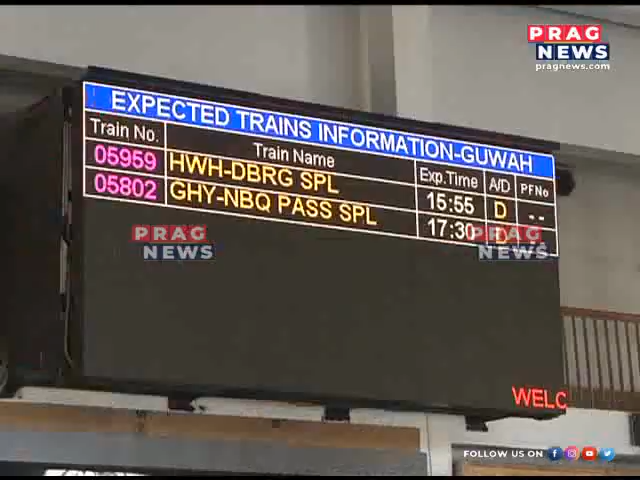 PRAG
NEWS
pragnews.com
EXPECTED TRAINS INFORMATION-GUWAH
Train No. Train Name Exp.Time A/D PFNo
05959 HWH-DBRG SPL 15:55 D --
05802 GHY-NBQ PASS SPL 17:30 D --
PRAG
NEWS
PRAG
NEWS
WELC
FOLLOW US ON